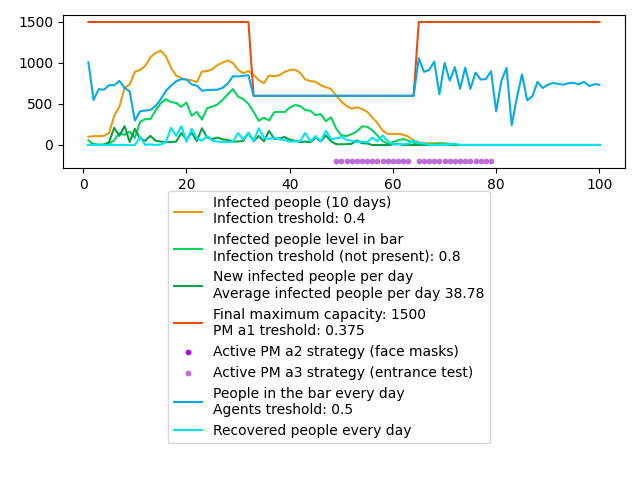 1500
1000
500
0
0
20
40
60
80
100
Infected people (10 days)
Infection treshold: 0.4
Infected people level in bar
Infection treshold (not present): 0.8
New infected people per day
Average infected people per day 38.78
Final maximum capacity: 1500
PM a1 treshold: 0.375
Active PM a2 strategy (face masks)
Active PM a3 strategy (entrance test)
People in the bar every day
Agents treshold: 0.5
Recovered people every day